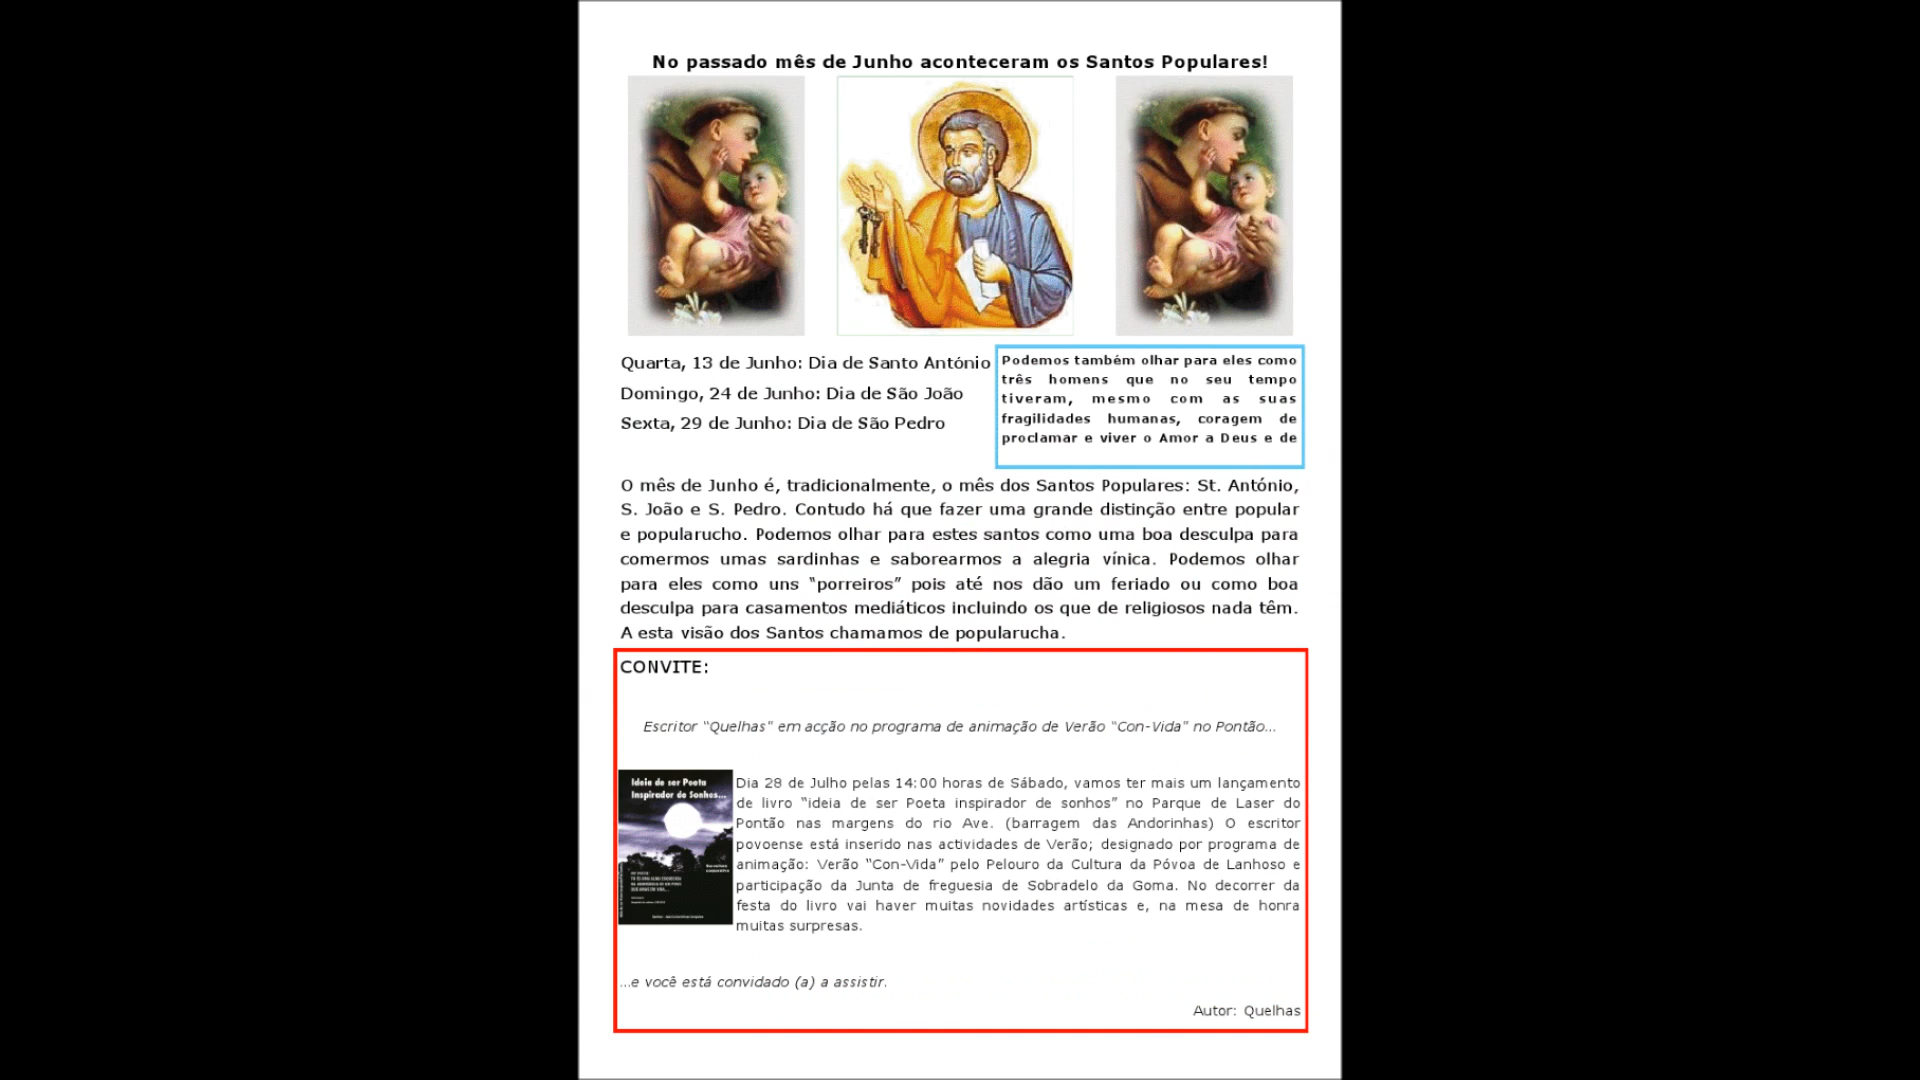 No passado mês de Junho aconteceram os Santos Populares!
Quarta, 13 de Junho: Dia de Santo António
Domingo, 24 de Junho: Dia de São João
Sexta, 29 de Junho: Dia de São Pedro
Podemos também olhar para eles como
três homens que no seu tempo
tiveram, mesmo com as suas
fragilidades humanas, coragem de
proclamar e viver o Amor a Deus e de
O mês de Junho é, tradicionalmente, o mês dos Santos Populares: St. António,
S. João e S. Pedro. Contudo há que fazer uma grande distinção entre popular
e popularucho. Podemos olhar para estes santos como uma boa desculpa para
comermos umas sardinhas e saborearmos a alegria vínica. Podemos olhar
para eles como uns “porreiros” pois até nos dão um feriado ou como boa
desculpa para casamentos mediáticos incluindo os que de religiosos nada têm.
A esta visão dos Santos chamamos de popularucha.
CONVITE:
Escritor “Quelhas” em acção no programa de animação de Verão “Con-Vida” no Pontão...
Ideia de ser Poeta
Inspirador de Sonhos...
Dia 28 de Julho pelas 14:00 horas de Sábado, vamos ter mais um lançamento
de livro “ideia de ser Poeta inspirador de sonhos” no Parque de Laser do
Pontão nas margens do rio Ave. (barragem das Andorinhas) O escritor
povoense está inserido nas actividades de Verão; designado por programa de
animação: Verão “Con-Vida” pelo Pelouro da Cultura da Póvoa de Lanhoso e
participação da Junta de freguesia de Sobradelo da Goma. No decorrer da
festa do livro vai haver muitas novidades artísticas e, na mesa de honra
muitas surpresas.
...e você está convidado (a) a assistir.
Autor: Quelhas